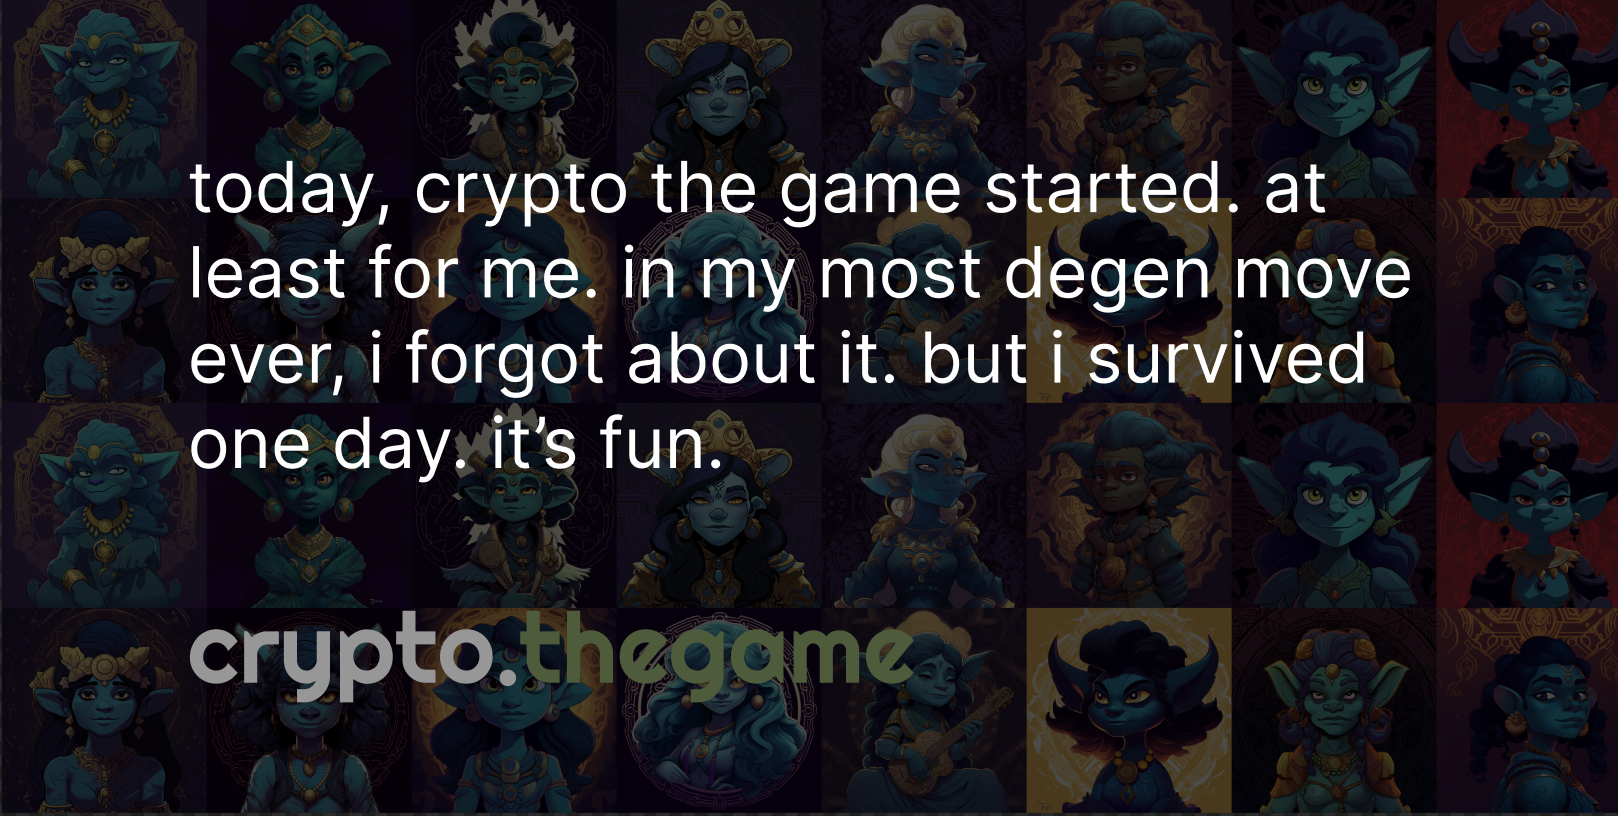 today, crypto the game started. at
least for me. in my most degen move
ever, i forgot about it. but i survived
one day. it’s fun.
crypto.thegame